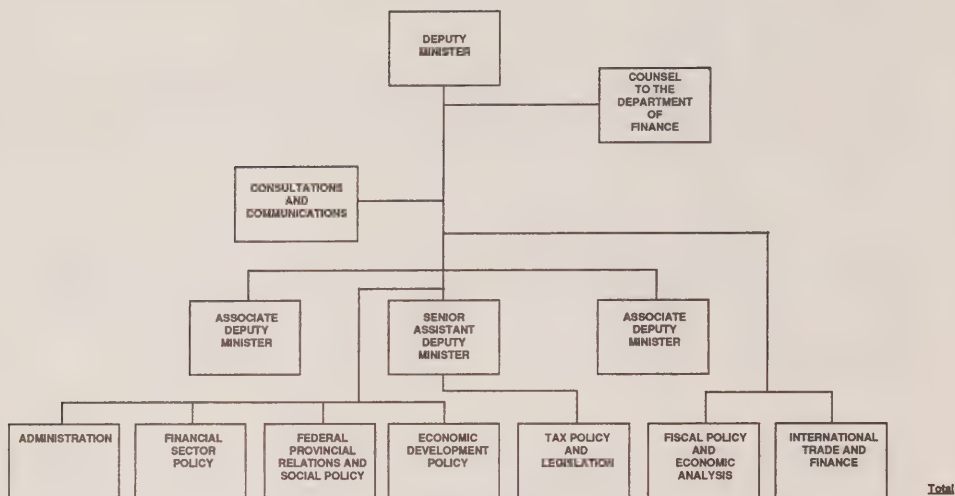 DEPUTY
MINISTER
COUNSEL
TO THE
DEPARTMENT
OF
FINANCE
CONSULTATIONS
AND
COMMUNICATIONS
ASSOCIATE
DEPUTY
MINISTER
SENIOR
ASSISTANT
DEPUTY
MINISTER
ASSOCIATE
DEPUTY
MINISTER
ADMINISTRATION
FINANCIAL
SECTOR
POLICY
FEDERAL
PROVINCIAL
RELATIONS AND
SOCIAL POLICY
ECONOMIC
DEVELOPMENT
POLICY
TAX POLICY
AND
LEGISLATION
FISCAL POLICY
AND
ECONOMIC
ANALYSIS
INTERNATIONAL
TRADE AND
FINANCE
Total